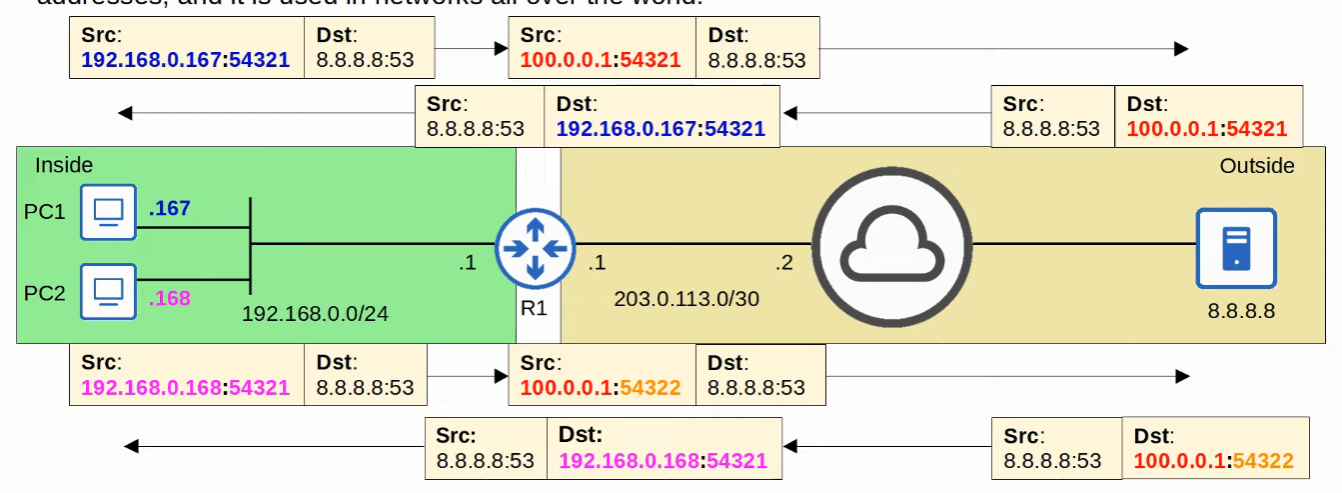 addresses, and it is used in networks all over the world.
Src: Dst: Src: Dst:
192.168.0.167:54321 8.8.8.8:53 100.0.0.1:54321 8.8.8.8:53
Src: Dst: Src: Dst:
8.8.8.8:53 192.168.0.167:54321 8.8.8.8:53 100.0.0.1:54321
Inside Outside
PC1 .167
.1 .1 .2
PC2 .168
192.168.0.0/24 R1 203.0.113.0/30 8.8.8.8
Src: Dst: Src: Dst:
192.168.0.168:54321 8.8.8.8:53 100.0.0.1:54322 8.8.8.8:53
Src: Dst: Src: Dst:
8.8.8.8:53 192.168.0.168:54321 8.8.8.8:53 100.0.0.1:54322